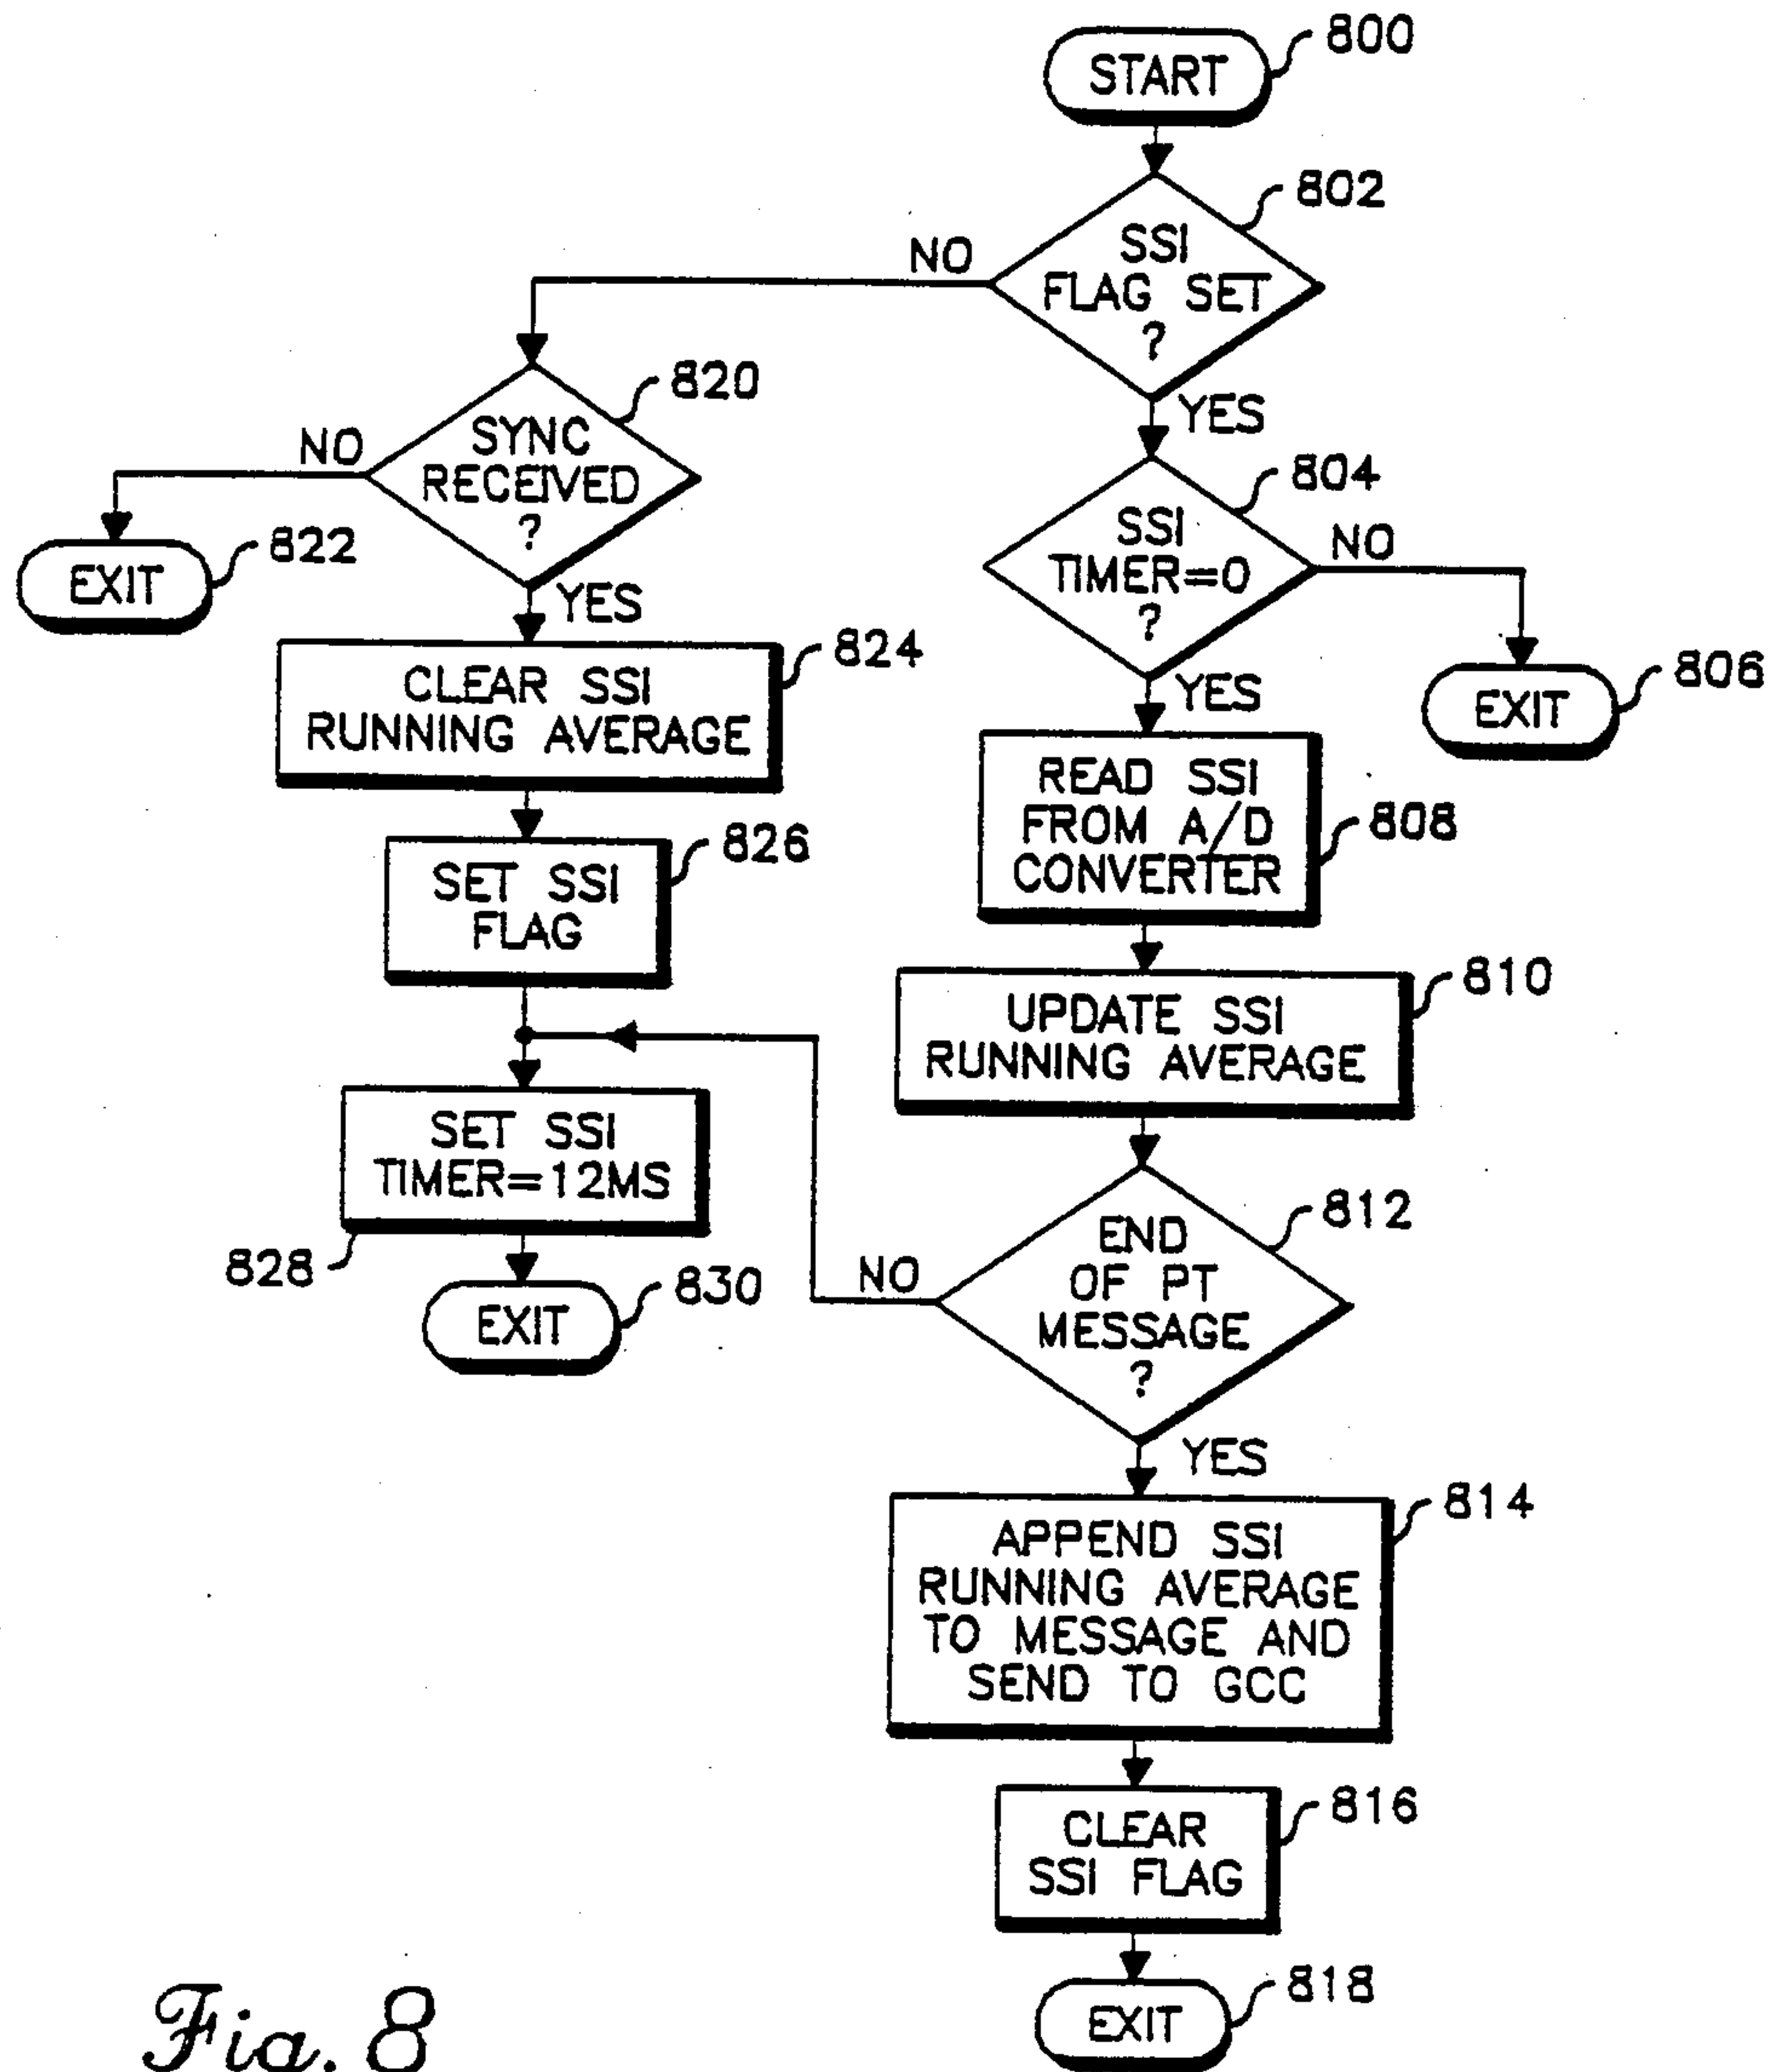 START
800
SSI
FLAG SET
?
802
NO
YES
SYNC
RECEIVED
?
820
NO
YES
EXIT
822
SSI
TIMER=0
?
804
NO
YES
EXIT
806
CLEAR SSI
RUNNING AVERAGE
824
READ SSI
FROM A/D
CONVERTER
808
SET SSI
FLAG
826
UPDATE SSI
RUNNING AVERAGE
810
SET SSI
TIMER=12MS
828
EXIT
830
END
OF PT
MESSAGE
?
812
NO
YES
APPEND SSI
RUNNING AVERAGE
TO MESSAGE AND
SEND TO GCC
814
CLEAR
SSI FLAG
816
EXIT
818
Fig. 8